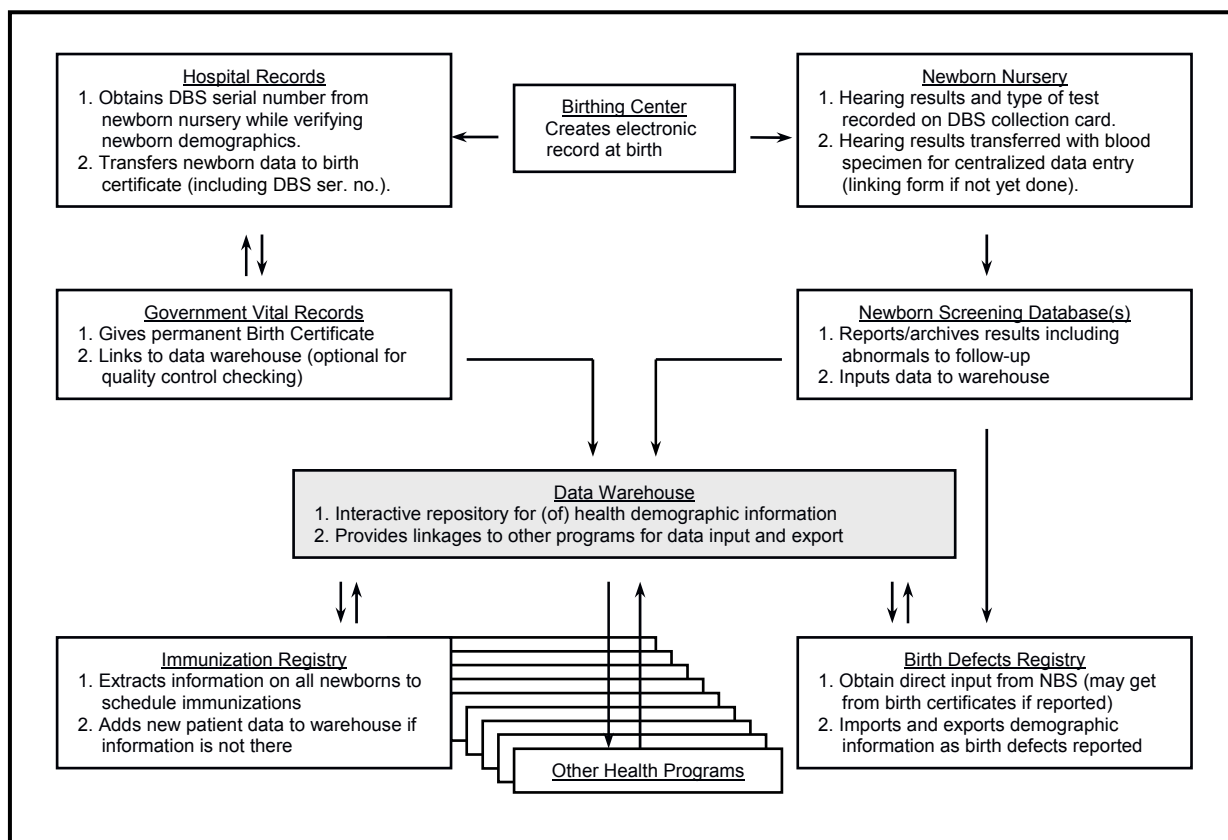 Hospital Records
1. Obtains DBS serial number from
newborn nursery while verifying
newborn demographics.
2. Transfers newborn data to birth
certificate (including DBS ser. no.).
Birthing Center
Creates electronic
record at birth
Newborn Nursery
1. Hearing results and type of test
recorded on DBS collection card.
2. Hearing results transferred with blood
specimen for centralized data entry
(linking form if not yet done).
Government Vital Records
1. Gives permanent Birth Certificate
2. Links to data warehouse (optional for
quality control checking)
Newborn Screening Database(s)
1. Reports/archives results including
abnormals to follow-up
2. Inputs data to warehouse
Data Warehouse
1. Interactive repository for (of) health demographic information
2. Provides linkages to other programs for data input and export
Immunization Registry
1. Extracts information on all newborns to
schedule immunizations
2. Adds new patient data to warehouse if
information is not there
Other Health Programs
Birth Defects Registry
1. Obtain direct input from NBS (may get
from birth certificates if reported)
2. Imports and exports demographic
information as birth defects reported